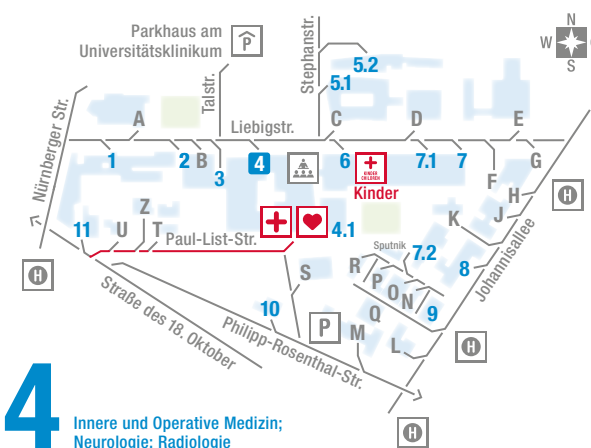 Parkhaus am
Universitätsklinikum
P
Stephanstr.
5.2
5.1
N
W
S
Nürnberger Str.
Talstr.
A
Liebigstr.
C
D
E
1
2
B
3
4
6
KINDER
CHILDREN
Kinder
7.1
7
F
G
H
H
J
K
11
U
Z
T
Paul-List-Str.
4.1
Sputnik
7.2
8
Johannisallee
H
S
R
P
O
N
9
Q
10
P
M
L
H
Straße des 18. Oktober
Philipp-Rosenthal-Str.
H
4
Innere und Operative Medizin;
Neurologie; Radiologie